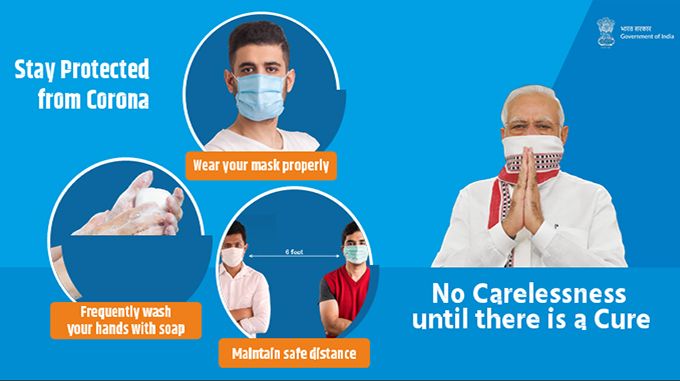 भारत सरकार
Government of India
Stay Protected
from Corona
Wear your mask properly
6 foot
Frequently wash
your hands with soap
Maintain safe distance
No Carelessness
until there is a Cure